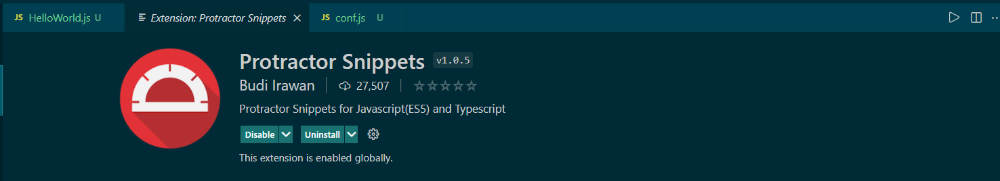 JS HelloWorld.js U Extension: Protractor Snippets JS conf.js U
Protractor Snippets v1.0.5
Budi Irawan 27,507
Protractor Snippets for Javascript(ES5) and Typescript
Disable Uninstall
This extension is enabled globally.